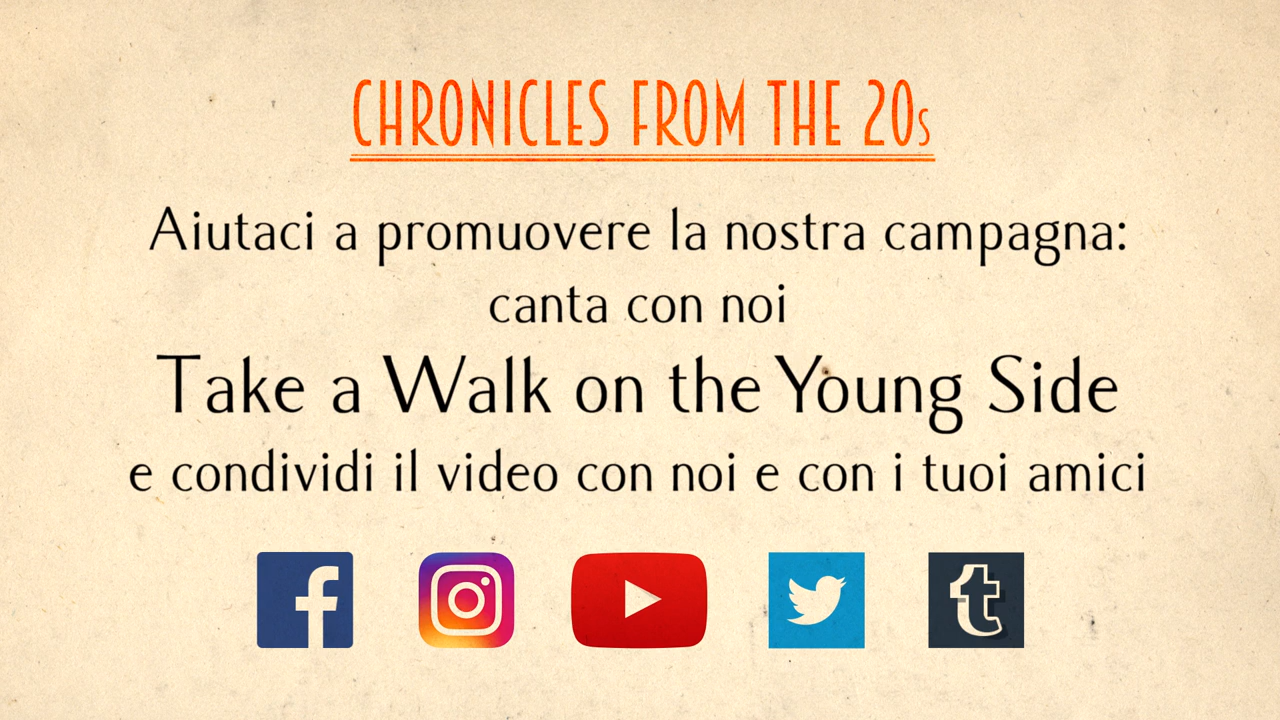 CHRONICLES FROM THE 20s
Aiutaci a promuovere la nostra campagna:
canta con noi
Take a Walk on the Young Side
e condividi il video con noi e con i tuoi amici